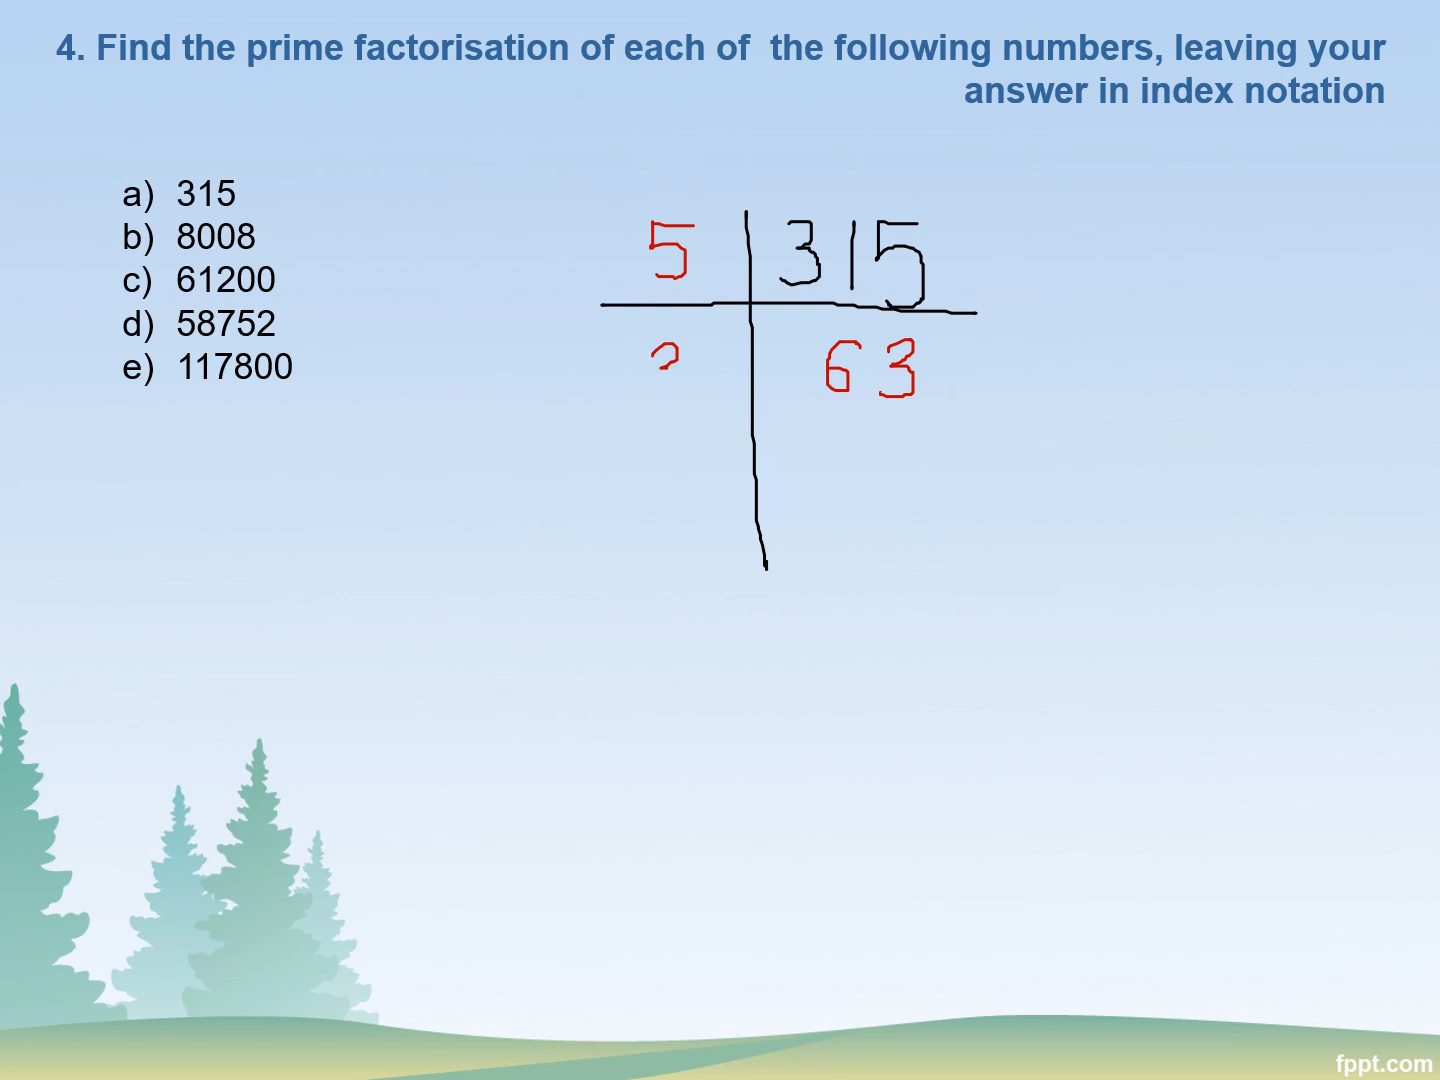 4. Find the prime factorisation of each of the following numbers, leaving your
answer in index notation
a) 315
b) 8008
c) 61200
d) 58752
e) 117800
5 315
63
fppt.com